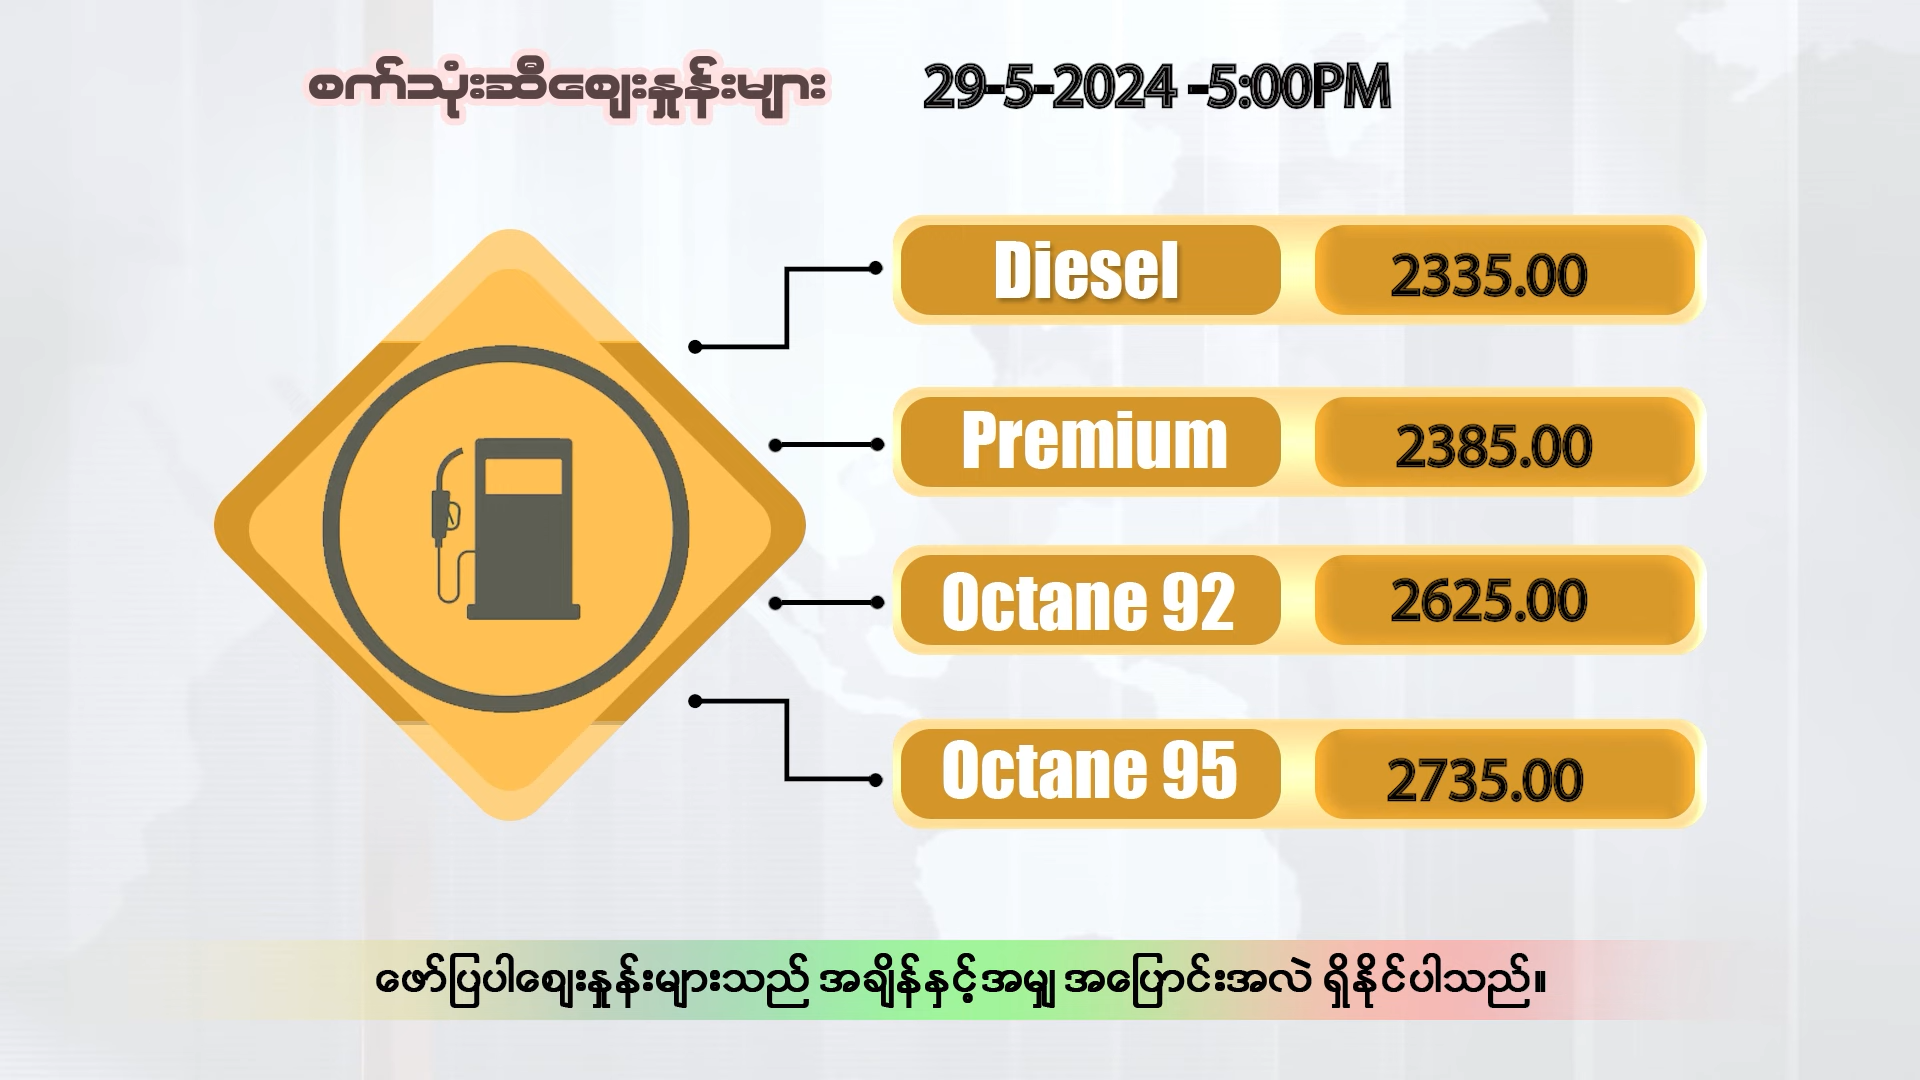 စက်သုံးဆီဈေးနှုန်းများ 29-5-2024 -5:00PM
Diesel 2335.00
Premium 2385.00
Octane 92 2625.00
Octane 95 2735.00
ဖော်ပြပါဈေးနှုန်းများသည် အချိန်နှင့်အမျှ အပြောင်းအလဲ ရှိနိုင်ပါသည်။